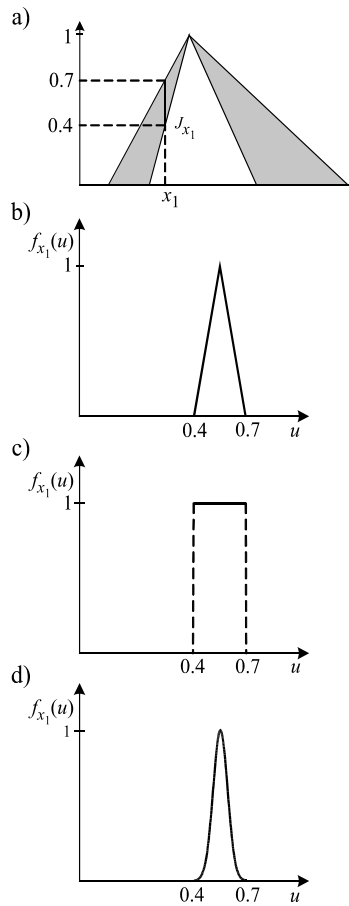 a)
1
0.7
0.4
J_{x_1}
x_1
b)
f_{x_1}(u)
1
0.4 0.7 u
c)
f_{x_1}(u)
1
0.4 0.7 u
d)
f_{x_1}(u)
1
0.4 0.7 u